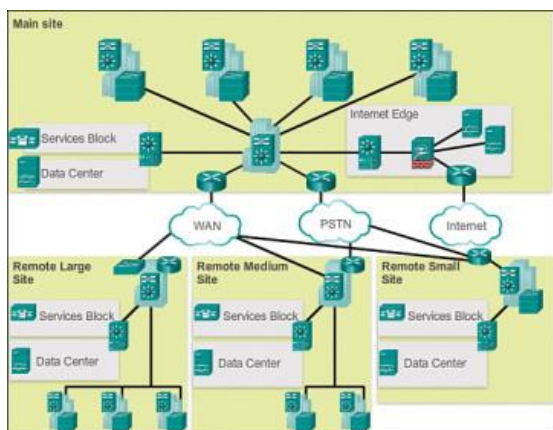 Main site
Internet Edge
Services Block
Data Center
WAN
PSTN
Internet
Remote Large
Site
Services Block
Data Center
Remote Medium
Site
Services Block
Data Center
Remote Small
Site
Services Block
Data Center